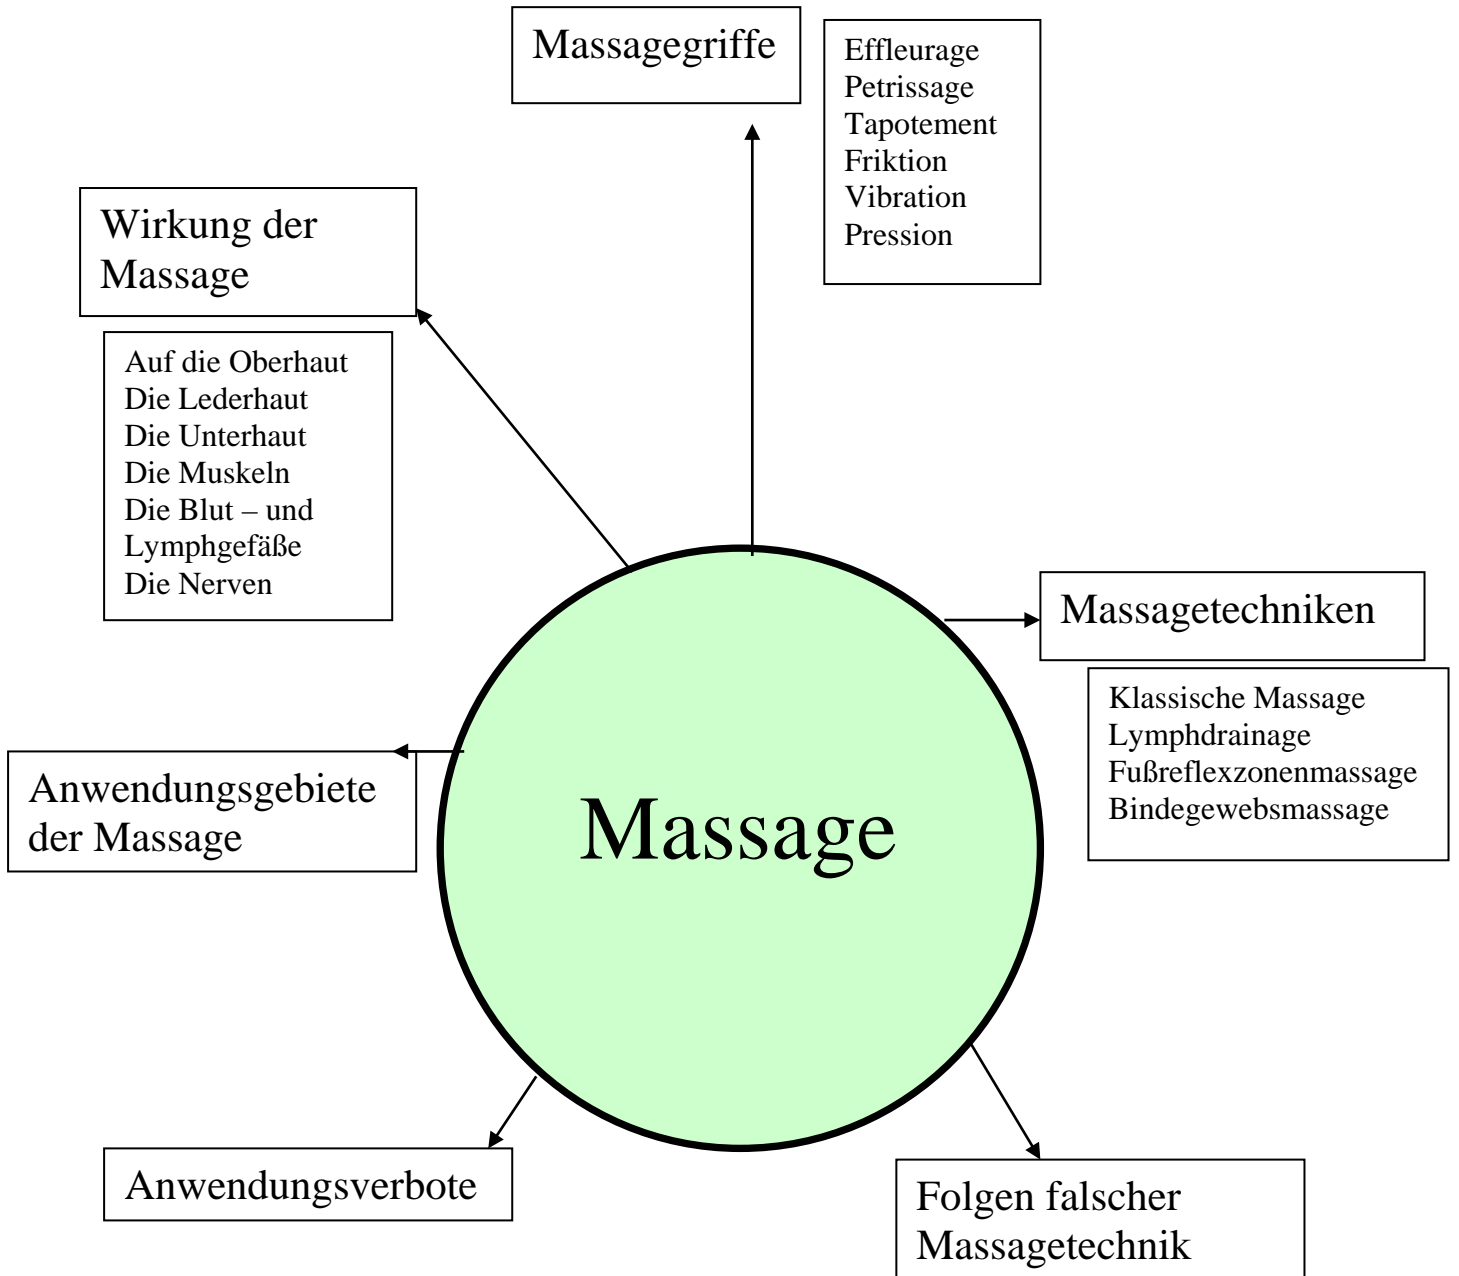 Massagegriffe
Effleurage
Petrissage
Tapotement
Friktion
Vibration
Pression
Wirkung der
Massage
Auf die Oberhaut
Die Lederhaut
Die Unterhaut
Die Muskeln
Die Blut – und
Lymphgefäße
Die Nerven
Massagetechniken
Klassische Massage
Lymphdrainage
Fußreflexzonenmassage
Bindegewebsmassage
Anwendungsgebiete
der Massage
Massage
Anwendungsverbote
Folgen falscher
Massagetechnik